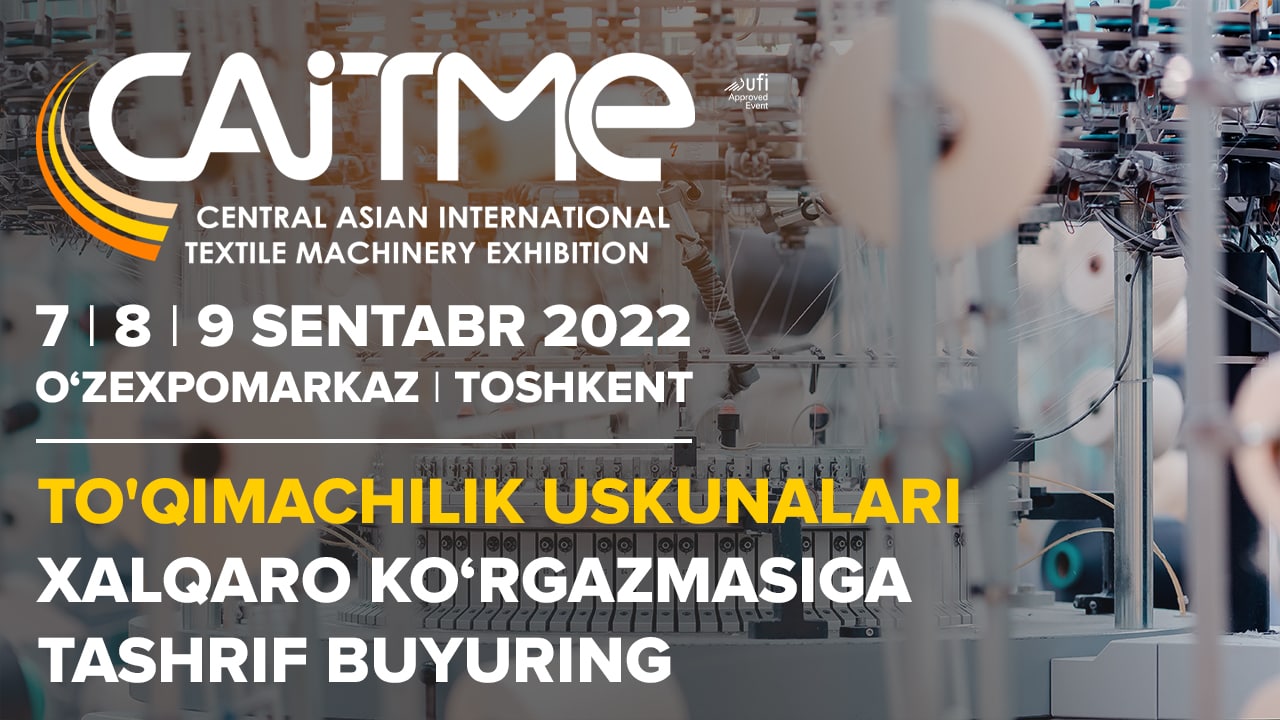 CAiTMe
ufi
Approved
Event
CENTRAL ASIAN INTERNATIONAL
TEXTILE MACHINERY EXHIBITION
7 | 8 | 9 SENTABR 2022
O‘ZEXPOMARKAZ | TOSHKENT
TO'QIMACHILIK USKUNALARI
XALQARO KO‘RGAZMASIGA
TASHRIF BUYURING